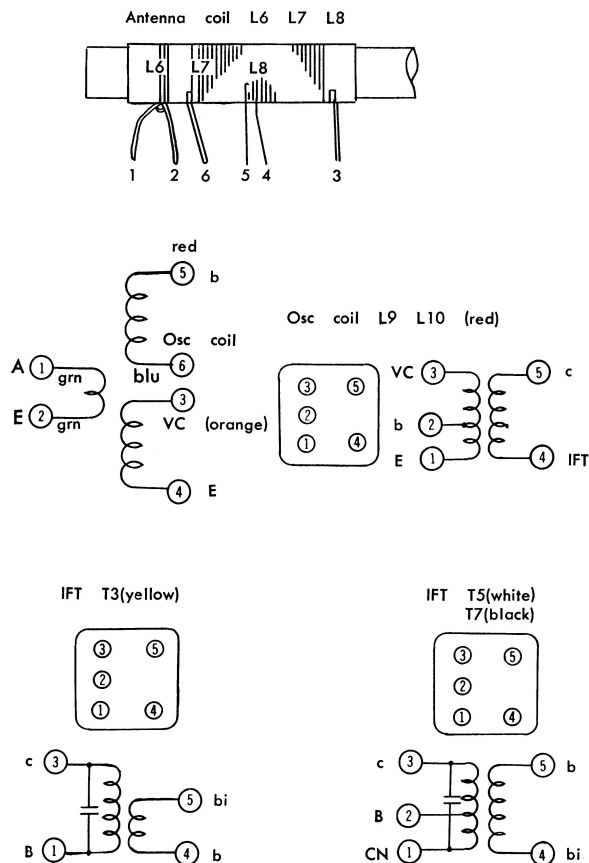 Antenna coil L6 L7 L8
L6 L7 L8
1 2 6 5 4 3
red
5 b
Osc coil
6
blu
A 1 grn
E 2 grn
3
VC (orange)
4 E
Osc coil L9 L10 (red)
3 5
2
1 4
VC 3 5 c
b 2
E 1 4 IFT
IFT T3(yellow)
3 5
2
1 4
c 3
5 bi
B 1 4 b
IFT T5(white)
T7(black)
3 5
2
1 4
c 3 5 b
B 2
CN 1 4 bi